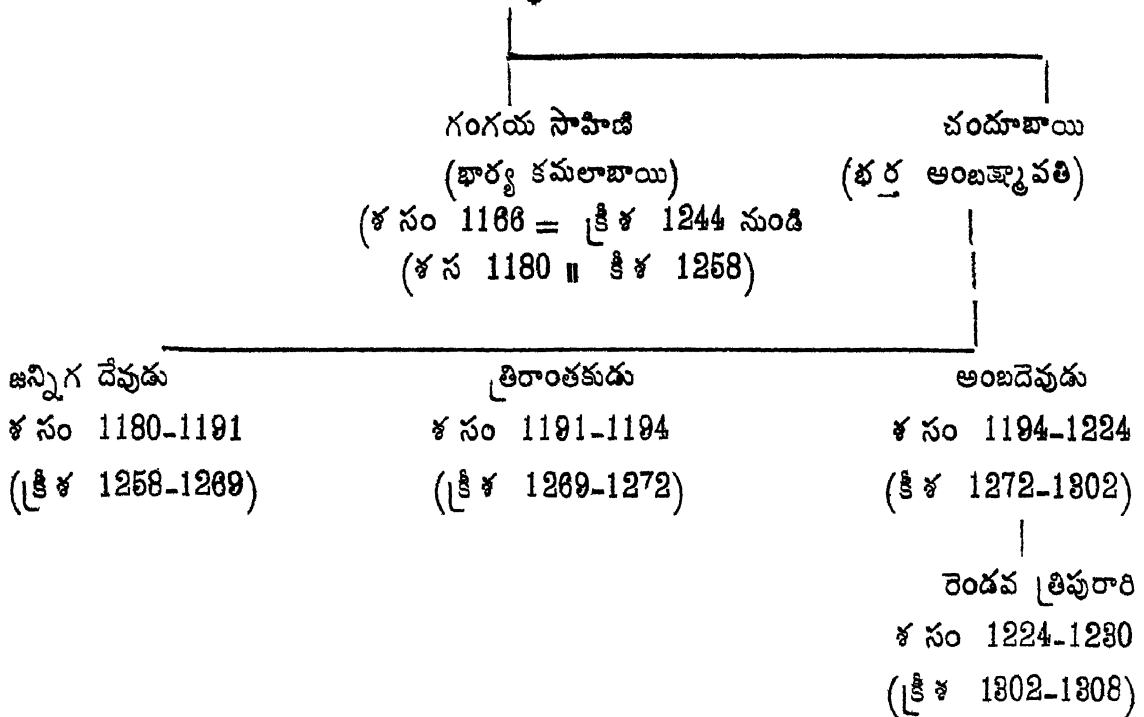 గంగయ సాహిణి చందూబాయి
(భార్య కమలాబాయి) (భర్త అంబక్ష్మావతి)
(శ సం 1166 = క్రీ శ 1244 నుండి
(శ స 1180 ॥ కీ శ 1258)
జన్నిగ దేవుడు త్రిరాంతకుడు అంబదెవుడు
శ సం 1180-1191 శ సం 1191-1194 శ సం 1194-1224
(క్రీ శ 1258-1269) (క్రీ శ 1269-1272) (కీ శ 1272-1302)
రెండవ త్రిపురారి
శ సం 1224-1230
(క్రీ శ 1302-1308)